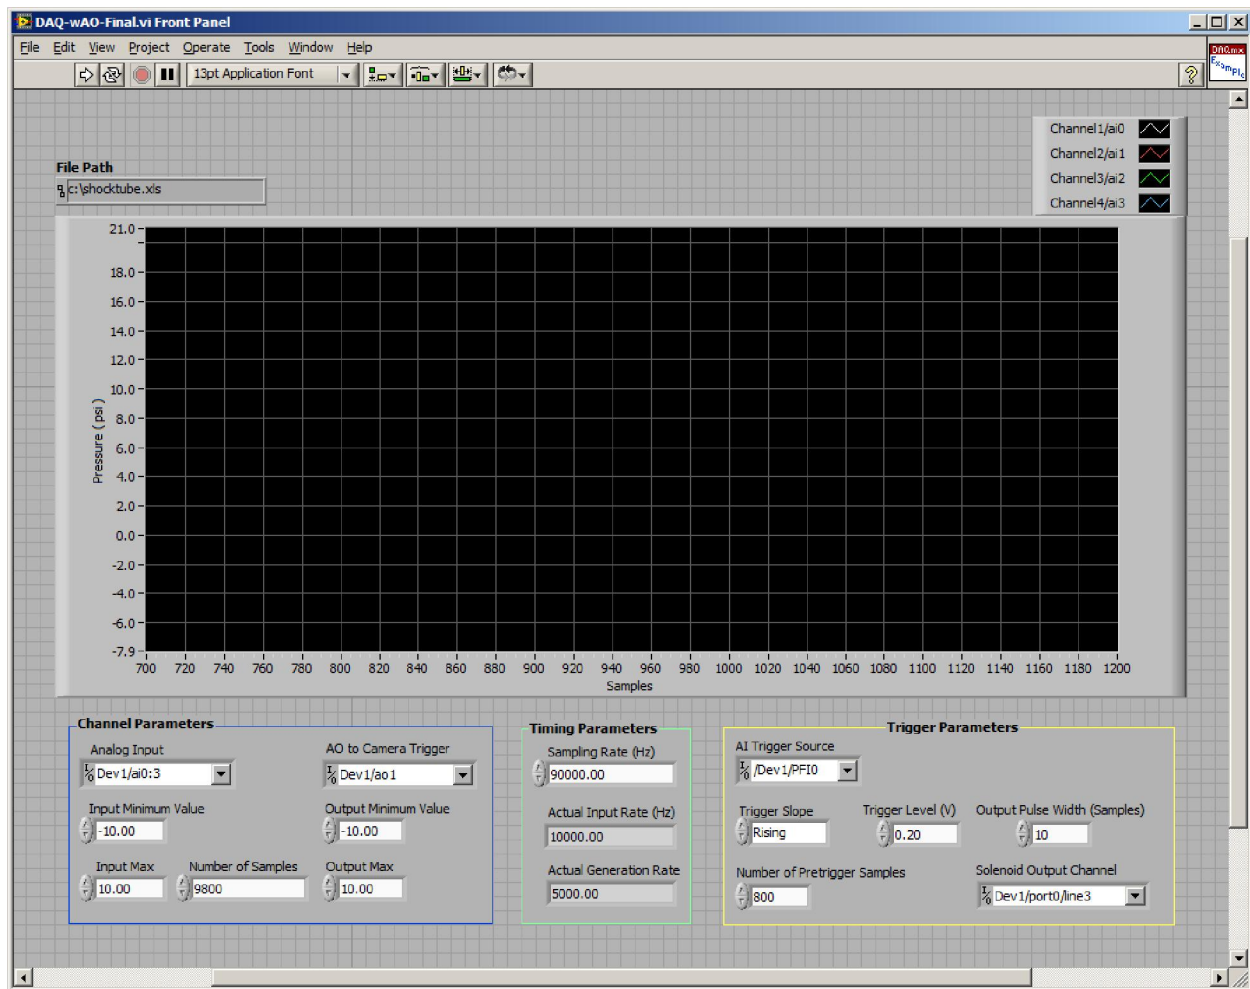 DAQ-wAO-Final.vi Front Panel
File Edit View Project Operate Tools Window Help
13pt Application Font
DAQmx
Example
Channel1/ai0
Channel2/ai1
Channel3/ai2
Channel4/ai3
File Path
c:\shocktube.xls
21.0
18.0
16.0
14.0
12.0
10.0
8.0
6.0
4.0
2.0
0.0
-2.0
-4.0
-6.0
-7.9
Pressure ( psi )
700 720 740 760 780 800 820 840 860 880 900 920 940 960 980 1000 1020 1040 1060 1080 1100 1120 1140 1160 1180 1200
Samples
Channel Parameters
Analog Input AO to Camera Trigger
Dev1/ai0:3 Dev1/ao1
Input Minimum Value Output Minimum Value
-10.00 -10.00
Input Max Number of Samples Output Max
10.00 9800 10.00
Timing Parameters
Sampling Rate (Hz)
90000.00
Actual Input Rate (Hz)
10000.00
Actual Generation Rate
5000.00
Trigger Parameters
AI Trigger Source
/Dev1/PFI0
Trigger Slope Trigger Level (V) Output Pulse Width (Samples)
Rising 0.20 10
Number of Pretrigger Samples Solenoid Output Channel
800 Dev1/port0/line3